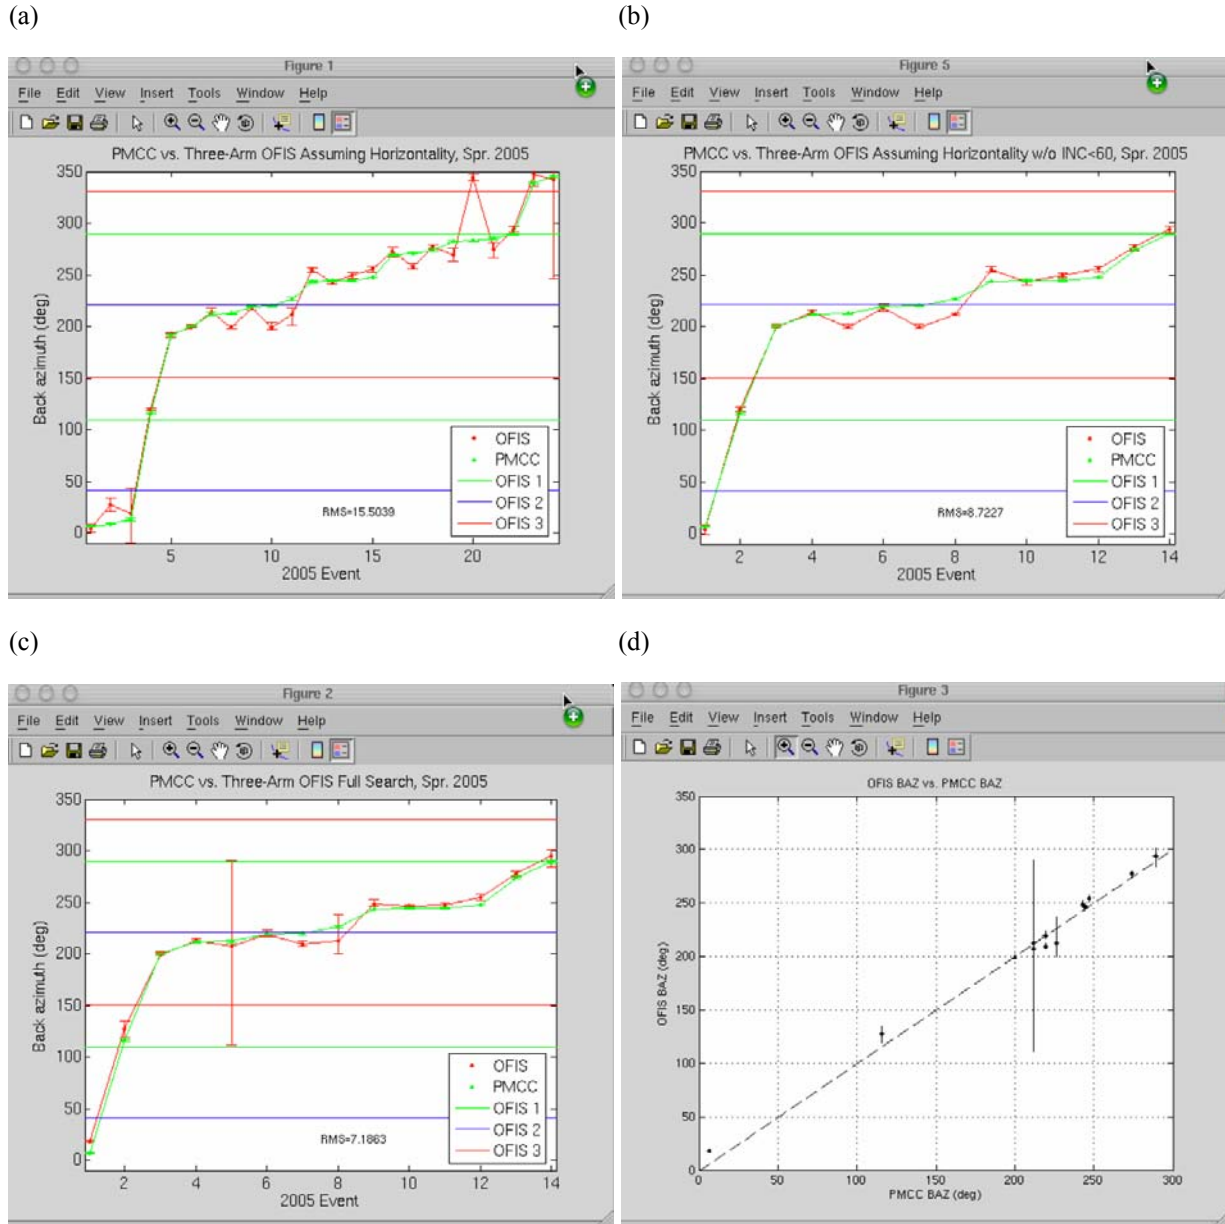 (a)
Figure 1
File Edit View Insert Tools Window Help
PMCC vs. Three-Arm OFIS Assuming Horizontality, Spr. 2005
350
300
250
200
150
100
50
0
Back azimuth (deg)
OFIS
PMCC
OFIS 1
OFIS 2
OFIS 3
RMS=15.5039
5 10 15 20
2005 Event
(b)
Figure 5
File Edit View Insert Tools Window Help
PMCC vs. Three-Arm OFIS Assuming Horizontality w/o INC<60, Spr. 2005
350
300
250
200
150
100
50
0
Back azimuth (deg)
OFIS
PMCC
OFIS 1
OFIS 2
OFIS 3
RMS=8.7227
2 4 6 8 10 12 14
2005 Event
(c)
Figure 2
File Edit View Insert Tools Window Help
PMCC vs. Three-Arm OFIS Full Search, Spr. 2005
350
300
250
200
150
100
50
0
Back azimuth (deg)
OFIS
PMCC
OFIS 1
OFIS 2
OFIS 3
RMS=7.1863
2 4 6 8 10 12 14
2005 Event
(d)
Figure 3
File Edit View Insert Tools Window Help
OFIS BAZ vs. PMCC BAZ
350
300
250
200
150
100
50
0
OFIS BAZ (deg)
0 50 100 150 200 250 300
PMCC BAZ (deg)